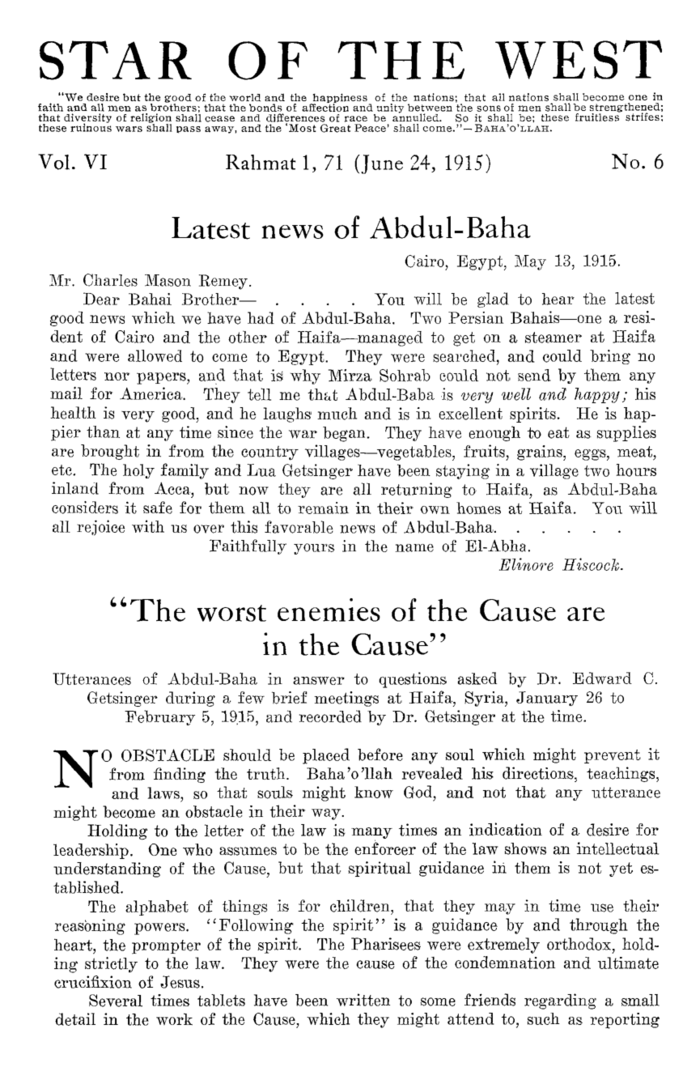 STAR OF THE WEST
"We desire but the good of the world and the happiness of the nations; that all nations shall become one in
faith and all men as brothers; that the bonds of affection and unity between the sons of men shall be strengthened;
that diversity of religion shall cease and differences of race be annulled. So it shall be; these fruitless strifes;
these ruinous wars shall pass away, and the 'Most Great Peace' shall come."—BAHA'O'LLAH.
Vol. VI Rahmat 1, 71 (June 24, 1915) No. 6
Latest news of Abdul-Baha
Cairo, Egypt, May 13, 1915.
Mr. Charles Mason Remey.
Dear Bahai Brother— . . . . You will be glad to hear the latest
good news which we have had of Abdul-Baha. Two Persian Bahais—one a resi-
dent of Cairo and the other of Haifa—managed to get on a steamer at Haifa
and were allowed to come to Egypt. They were searched, and could bring no
letters nor papers, and that is why Mirza Sohrab could not send by them any
mail for America. They tell me that Abdul-Baba is very well and happy; his
health is very good, and he laughs much and is in excellent spirits. He is hap-
pier than at any time since the war began. They have enough to eat as supplies
are brought in from the country villages—vegetables, fruits, grains, eggs, meat,
etc. The holy family and Lua Getsinger have been staying in a village two hours
inland from Acca, but now they are all returning to Haifa, as Abdul-Baha
considers it safe for them all to remain in their own homes at Haifa. You will
all rejoice with us over this favorable news of Abdul-Baha. . . . . .
Faithfully yours in the name of El-Abha.
Elinore Hiscock.
"The worst enemies of the Cause are
in the Cause"
Utterances of Abdul-Baha in answer to questions asked by Dr. Edward C.
Getsinger during a few brief meetings at Haifa, Syria, January 26 to
February 5, 1915, and recorded by Dr. Getsinger at the time.
NO OBSTACLE should be placed before any soul which might prevent it
from finding the truth. Baha'o'llah revealed his directions, teachings,
and laws, so that souls might know God, and not that any utterance
might become an obstacle in their way.
Holding to the letter of the law is many times an indication of a desire for
leadership. One who assumes to be the enforcer of the law shows an intellectual
understanding of the Cause, but that spiritual guidance in them is not yet es-
tablished.
The alphabet of things is for children, that they may in time use their
reasoning powers. "Following the spirit" is a guidance by and through the
heart, the prompter of the spirit. The Pharisees were extremely orthodox, hold-
ing strictly to the law. They were the cause of the condemnation and ultimate
crucifixion of Jesus.
Several times tablets have been written to some friends regarding a small
detail in the work of the Cause, which they might attend to, such as reporting